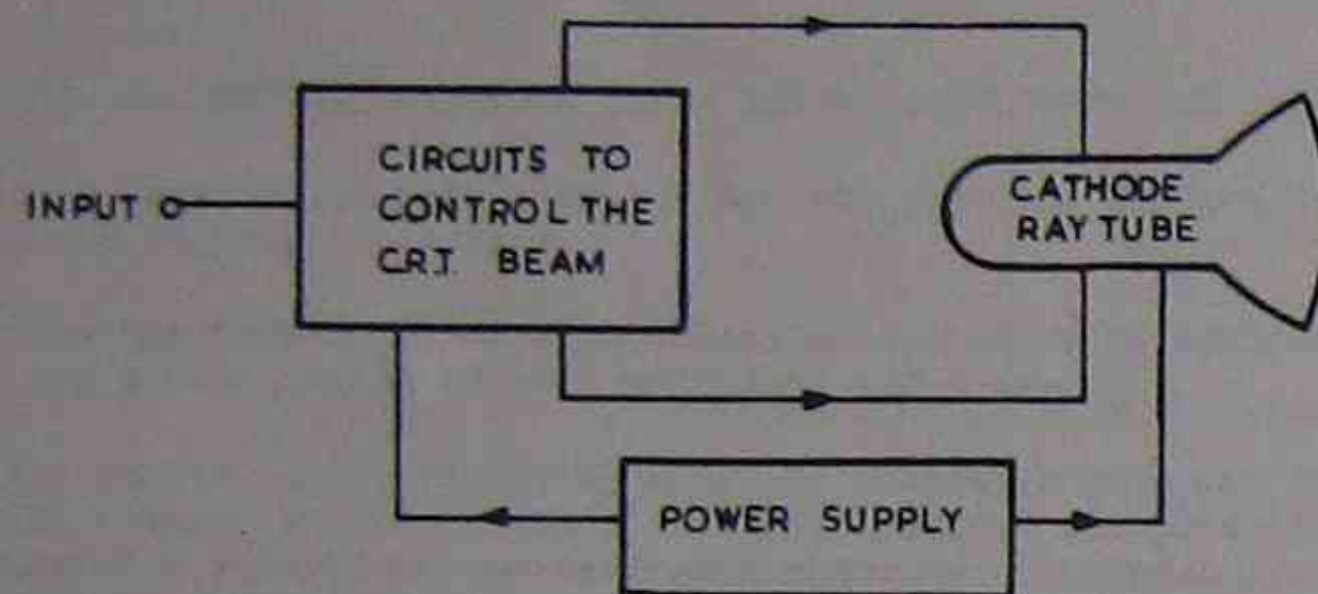 INPUT
CIRCUITS TO
CONTROL THE
C.R.T. BEAM
CATHODE
RAY TUBE
POWER SUPPLY